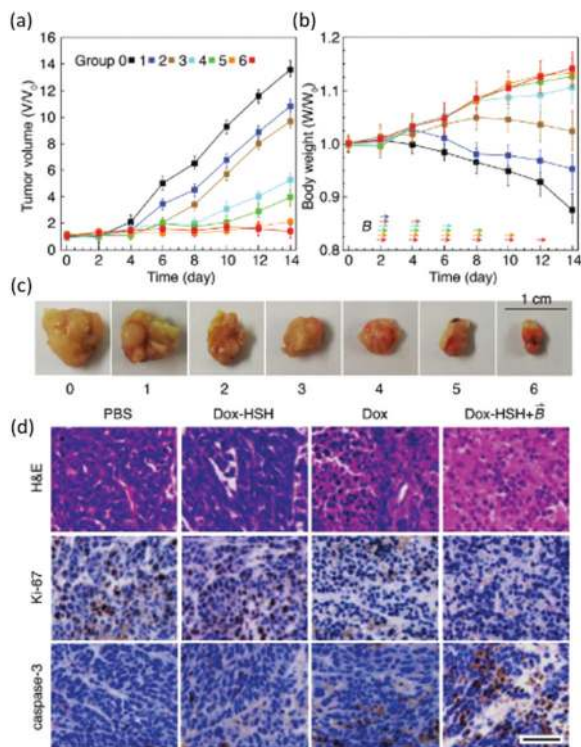 (a)
16
14
12
10
8
6
4
2
0
Tumor volume (V/V₀)
Group 0 1 2 3 4 5 6
0 2 4 6 8 10 12 14
Time (day)
(b)
1.2
1.1
1.0
0.9
0.8
Body weight (W/W₀)
B
0 2 4 6 8 10 12 14
Time (day)
(c)
1 cm
0 1 2 3 4 5 6
(d)
PBS Dox-HSH Dox Dox-HSH+B⃗
H&E
Ki-67
caspase-3